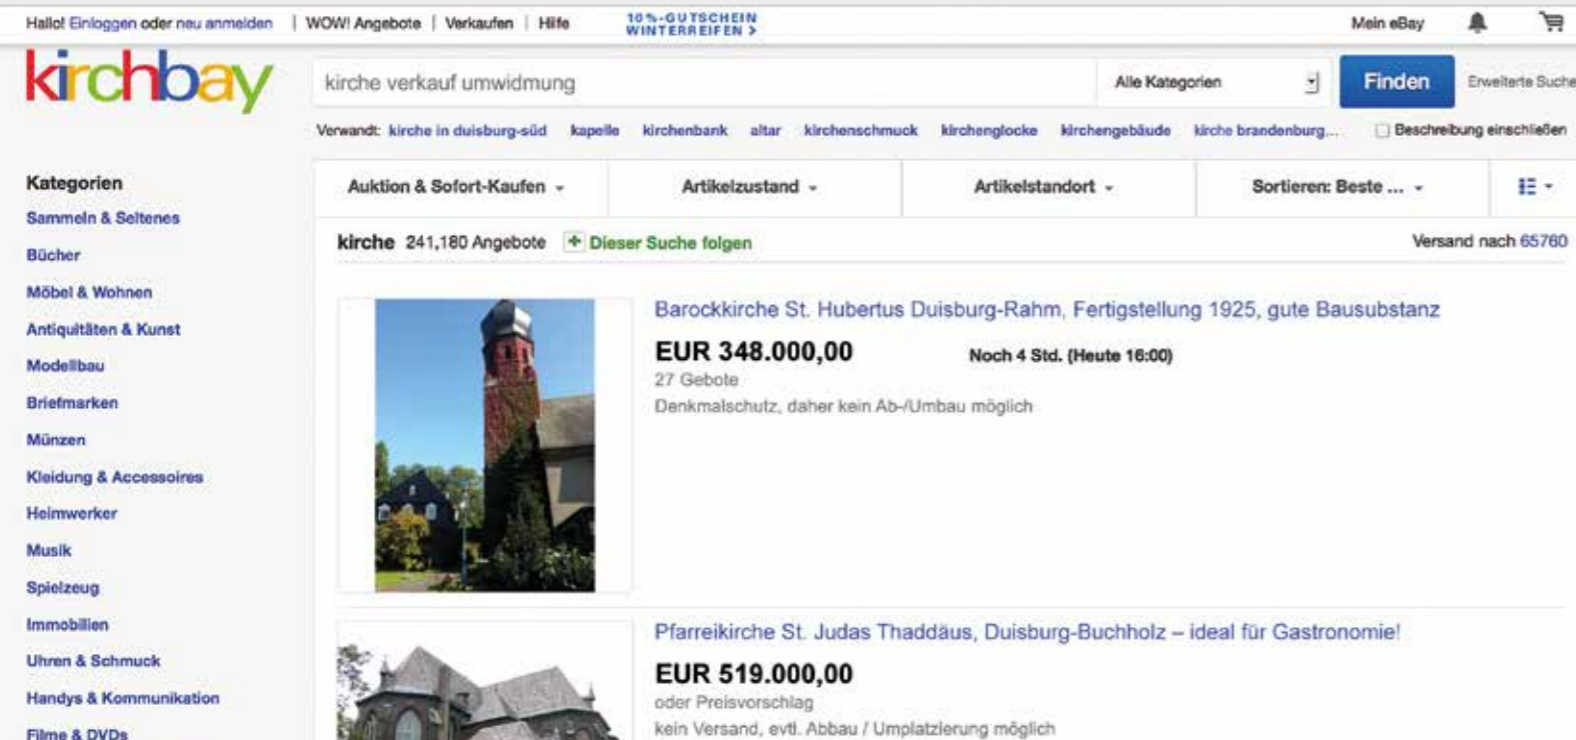 Hallo! Einloggen oder neu anmelden | WOW! Angebote | Verkaufen | Hilfe
10%-GUTSCHEIN
WINTERREIFEN >
Mein eBay
kirchbay
kirche verkauf umwidmung
Alle Kategorien
Finden
Erweiterte Suche
Verwandt: kirche in duisburg-süd kapelle kirchenbank altar kirchenschmuck kirchenglocke kirchengebäude kirche brandenburg...
Beschreibung einschließen
Kategorien
Sammeln & Seltenes
Bücher
Möbel & Wohnen
Antiquitäten & Kunst
Modellbau
Briefmarken
Münzen
Kleidung & Accessoires
Heimwerker
Musik
Spielzeug
Immobilien
Uhren & Schmuck
Handys & Kommunikation
Filme & DVDs
Auktion & Sofort-Kaufen
Artikelzustand
Artikelstandort
Sortieren: Beste ...
kirche 241,180 Angebote + Dieser Suche folgen
Versand nach 65760
Barockkirche St. Hubertus Duisburg-Rahm, Fertigstellung 1925, gute Bausubstanz
EUR 348.000,00
Noch 4 Std. (Heute 16:00)
27 Gebote
Denkmalschutz, daher kein Ab-/Umbau möglich
Pfarreikirche St. Judas Thaddäus, Duisburg-Buchholz – ideal für Gastronomie!
EUR 519.000,00
oder Preisvorschlag
kein Versand, evtl. Abbau / Umplatzierung möglich